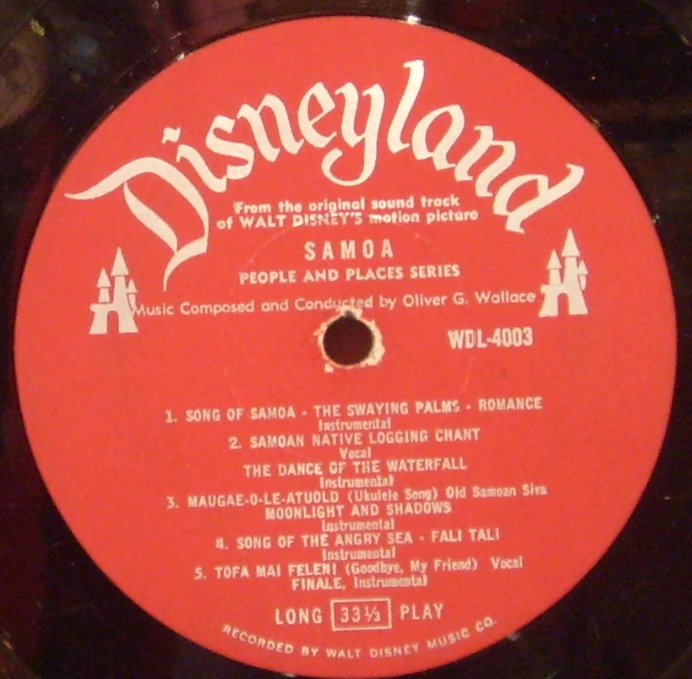 Disneyland
From the original sound track
of WALT DISNEY'S motion picture
SAMOA
PEOPLE AND PLACES SERIES
Music Composed and Conducted by Oliver G. Wallace
WDL-4003
1. SONG OF SAMOA - THE SWAYING PALMS - ROMANCE
Instrumental
2. SAMOAN NATIVE LOGGING CHANT
Vocal
THE DANCE OF THE WATERFALL
Instrumental
3. MAUGAE-O-LE-ATUOLD (Ukulele Song) Old Samoan Siva
MOONLIGHT AND SHADOWS
Instrumental
4. SONG OF THE ANGRY SEA - FALI TALI
Instrumental
5. TOFA MAI FELENI (Goodbye, My Friend) Vocal
FINALE, Instrumental
LONG 33⅓ PLAY
RECORDED BY WALT DISNEY MUSIC CO.